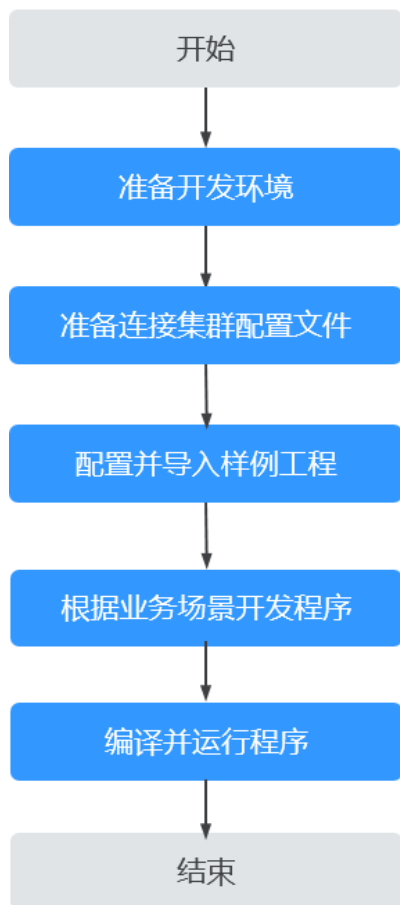 开始
准备开发环境
准备连接集群配置文件
配置并导入样例工程
根据业务场景开发程序
编译并运行程序
结束